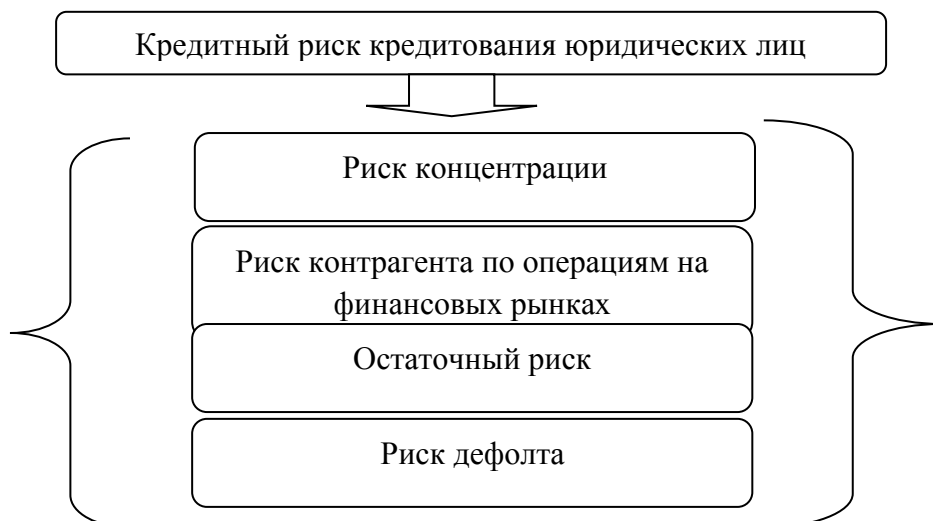 Кредитный риск кредитования юридических лиц
Риск концентрации
Риск контрагента по операциям на
финансовых рынках
Остаточный риск
Риск дефолта